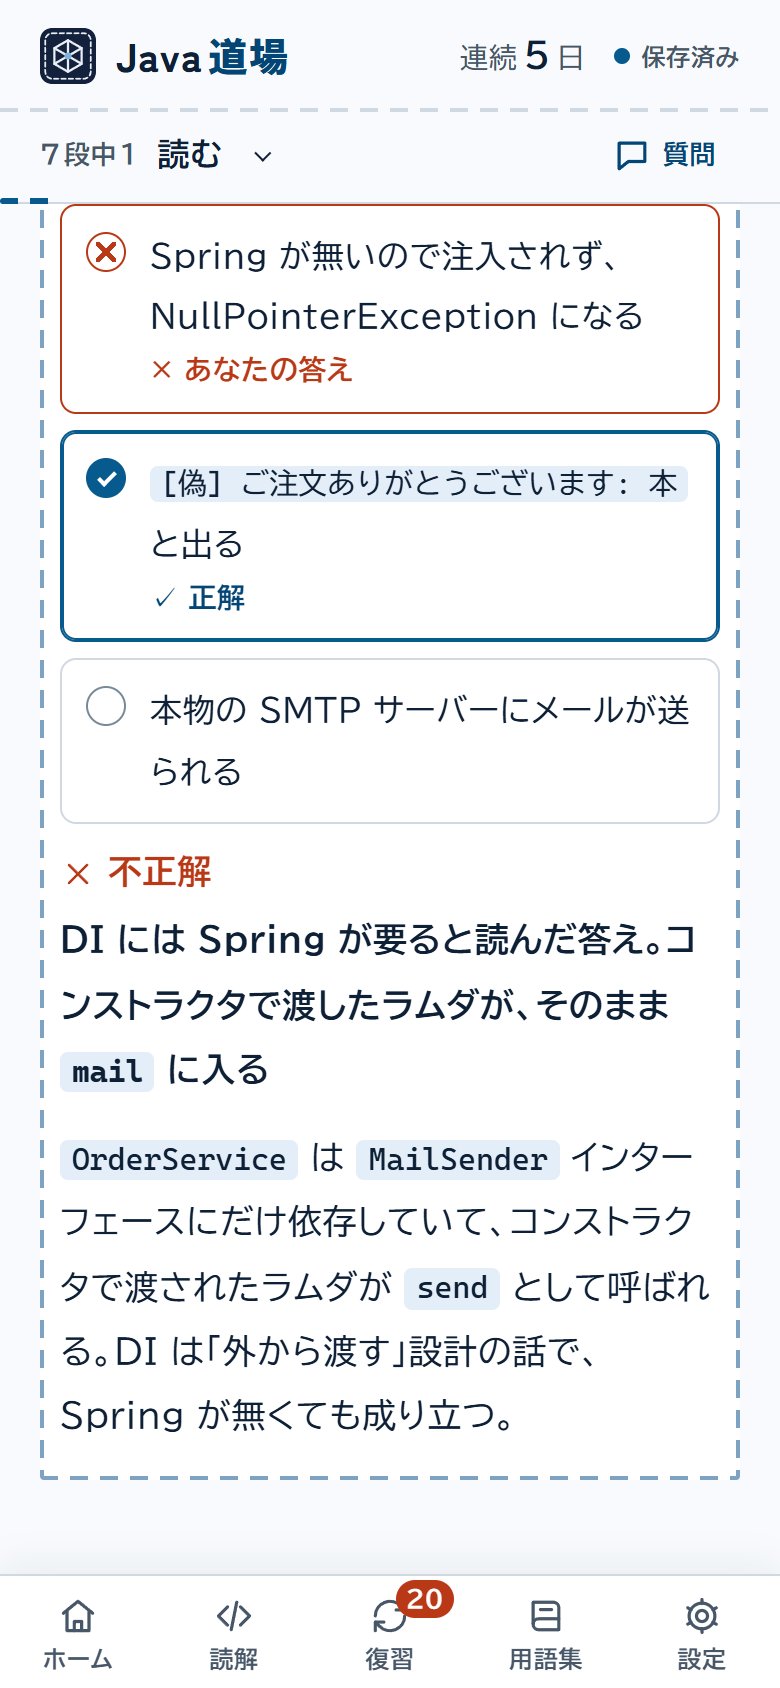 Java道場
連続 5 日
保存済み
7段中1 読む
質問
Spring が無いので注入されず、
NullPointerException になる
× あなたの答え
[偽] ご注文ありがとうございます: 本
と出る
✓ 正解
本物の SMTP サーバーにメールが送
られる
× 不正解
DI には Spring が要ると読んだ答え。コ
ンストラクタで渡したラムダが、そのまま
mail に入る
OrderService は MailSender インター
フェースにだけ依存していて、コンストラク
タで渡されたラムダが send として呼ばれ
る。DI は「外から渡す」設計の話で、
Spring が無くても成り立つ。
20
ホーム
読解
復習
用語集
設定